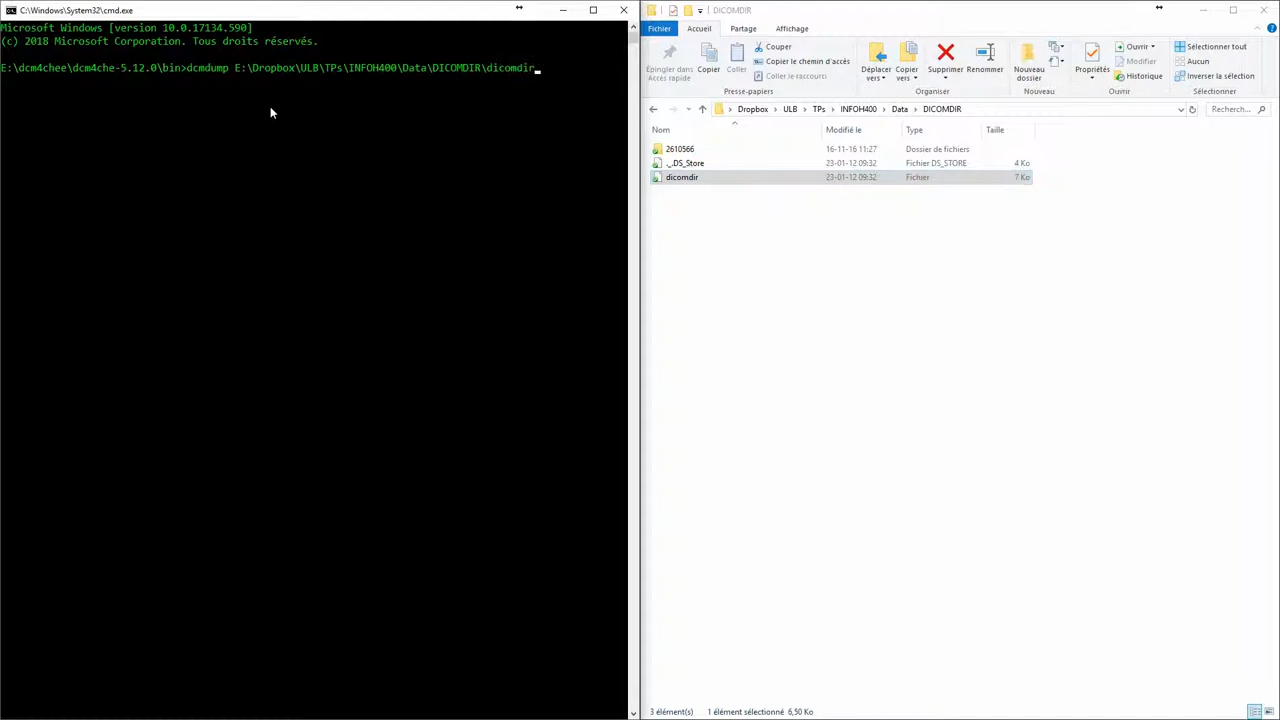 C:\Windows\System32\cmd.exe
Microsoft Windows [version 10.0.17134.590]
(c) 2018 Microsoft Corporation. Tous droits réservés.
E:\dcm4chee\dcm4che-5.12.0\bin>dcmdump E:\Dropbox\ULB\TPs\INFOH400\Data\DICOMDIR\dicomdir_
DICOMDIR
Fichier Accueil Partage Affichage
Épingler dans Accès rapide
Copier
Coller
Couper
Copier le chemin d'accès
Coller le raccourci
Presse-papiers
Déplacer vers
Copier vers
Supprimer
Renommer
Organiser
Nouveau dossier
Nouveau
Propriétés
Ouvrir
Modifier
Historique
Ouvrir
Sélectionner tout
Aucun
Inverser la sélection
Sélectionner
Dropbox > ULB > TPs > INFOH400 > Data > DICOMDIR
Recherch...
Nom Modifié le Type Taille
2610566 16-11-16 11:27 Dossier de fichiers
._.DS_Store 23-01-12 09:32 Fichier DS_STORE 4 Ko
dicomdir 23-01-12 09:32 Fichier 7 Ko
3 élément(s) 1 élément sélectionné 6,50 Ko